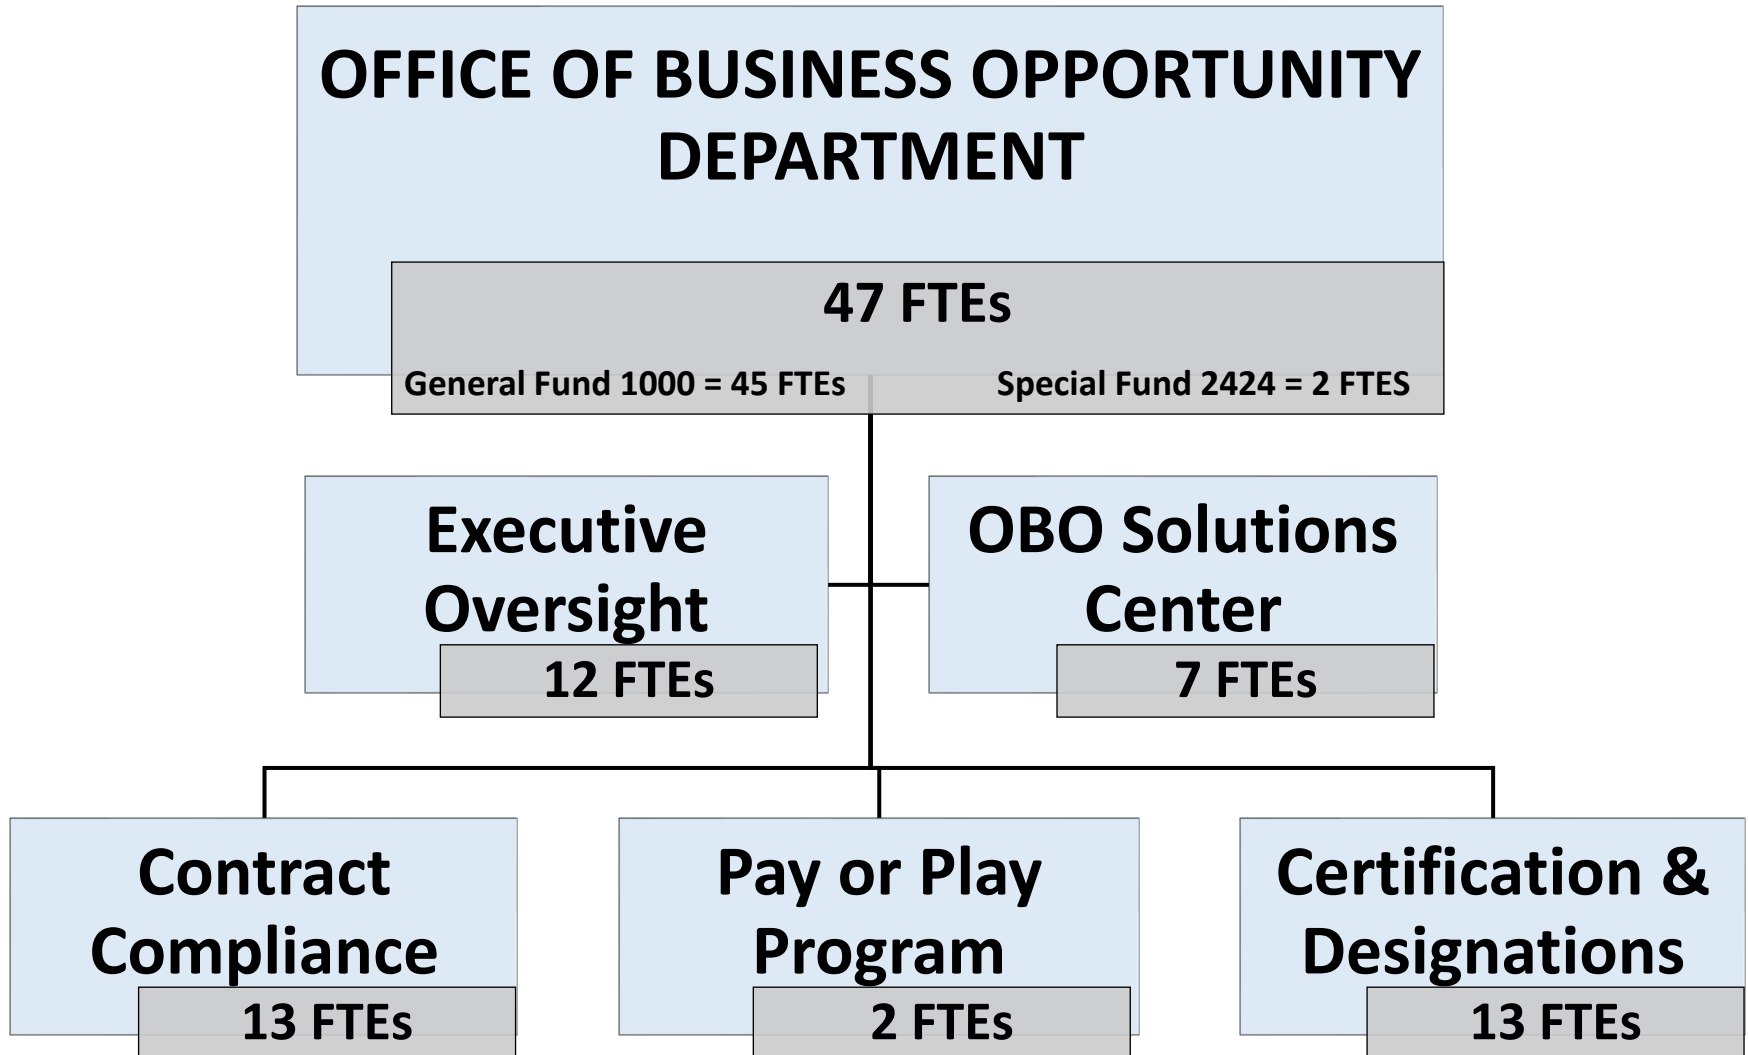 OFFICE OF BUSINESS OPPORTUNITY
DEPARTMENT
47 FTEs
General Fund 1000 = 45 FTEs
Special Fund 2424 = 2 FTES
Executive
Oversight
12 FTEs
OBO Solutions
Center
7 FTEs
Contract
Compliance
13 FTEs
Pay or Play
Program
2 FTEs
Certification &
Designations
13 FTEs